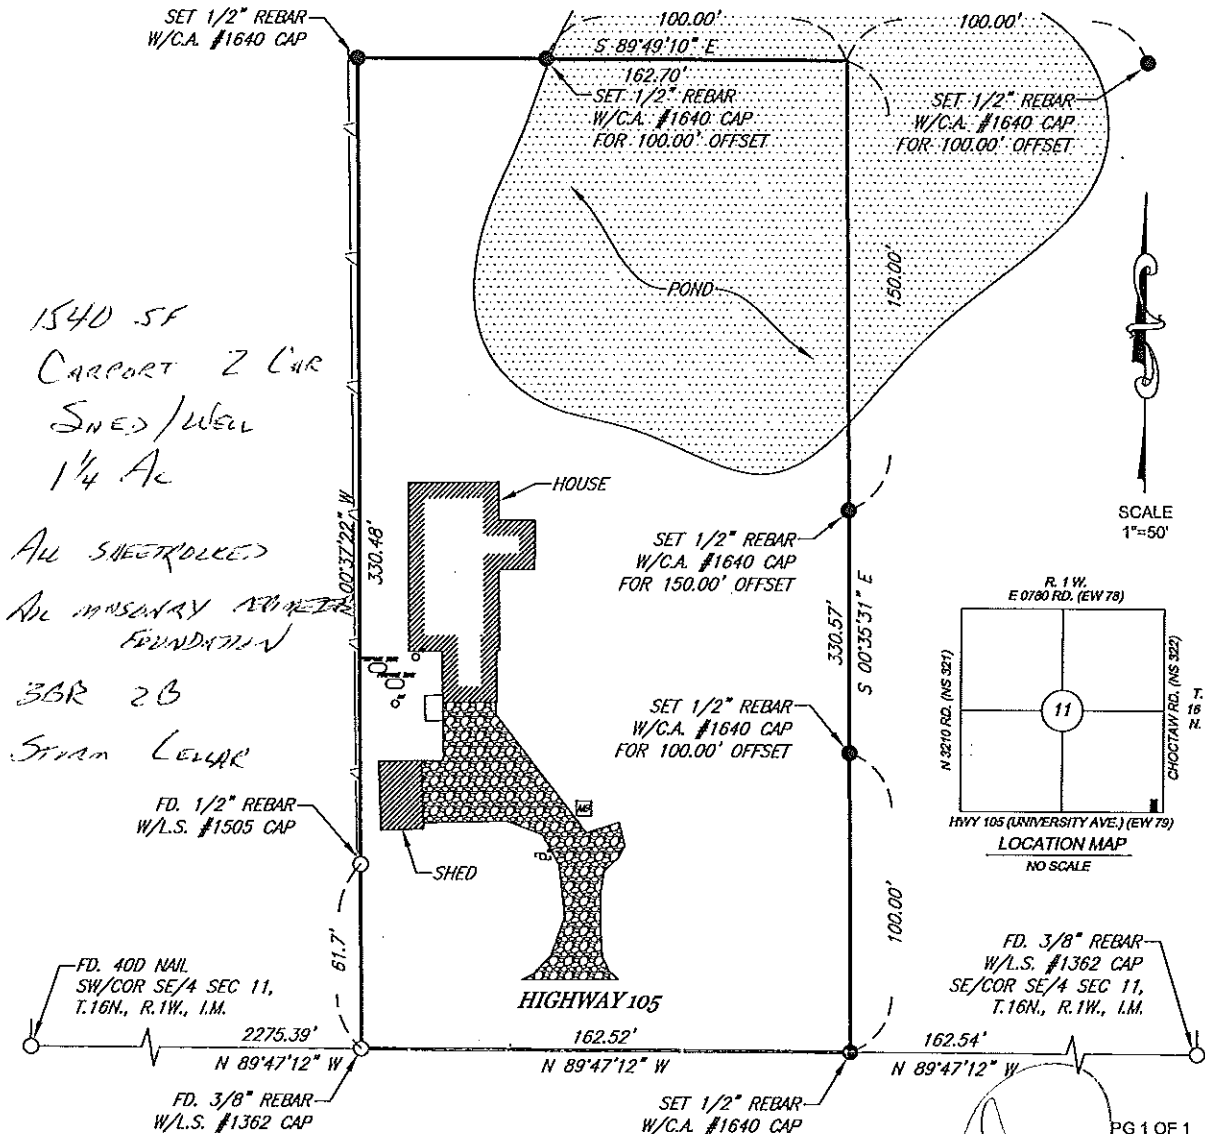 SET 1/2" REBAR
W/C.A. #1640 CAP
100.00'
100.00'
S 89°49'10" E
162.70'
SET 1/2" REBAR
W/C.A. #1640 CAP
FOR 100.00' OFFSET
SET 1/2" REBAR
W/C.A. #1640 CAP
FOR 100.00' OFFSET
POND
150.00'
1540 SF
CARPORT 2 CAR
SHED/WELL
1 1/4 AC
ALL SHEETROCKED
ALL MASONRY
FOUNDATION
3BR 2B
STORM CELLAR
00°37'22" W
330.48'
HOUSE
SET 1/2" REBAR
W/C.A. #1640 CAP
FOR 150.00' OFFSET
330.57'
S 00°35'31" E
SCALE
1"=50'
SET 1/2" REBAR
W/C.A. #1640 CAP
FOR 100.00' OFFSET
R. 1 W.
E 0780 RD. (EW 78)
N 3210 RD. (NS 321)
11
CHOCTAW RD. (NS 322)
T.
16
N.
HWY 105 (UNIVERSITY AVE.) (EW 79)
LOCATION MAP
NO SCALE
FD. 1/2" REBAR
W/L.S. #1505 CAP
SHED
61.7'
100.00'
FD. 40D NAIL
SW/COR SE/4 SEC 11,
T.16N., R.1W., I.M.
HIGHWAY 105
FD. 3/8" REBAR
W/L.S. #1362 CAP
SE/COR SE/4 SEC 11,
T.16N., R.1W., I.M.
2275.39'
N 89°47'12" W
162.52'
N 89°47'12" W
162.54'
N 89°47'12" W
FD. 3/8" REBAR
W/L.S. #1362 CAP
SET 1/2" REBAR
W/C.A. #1640 CAP
PG 1 OF 1